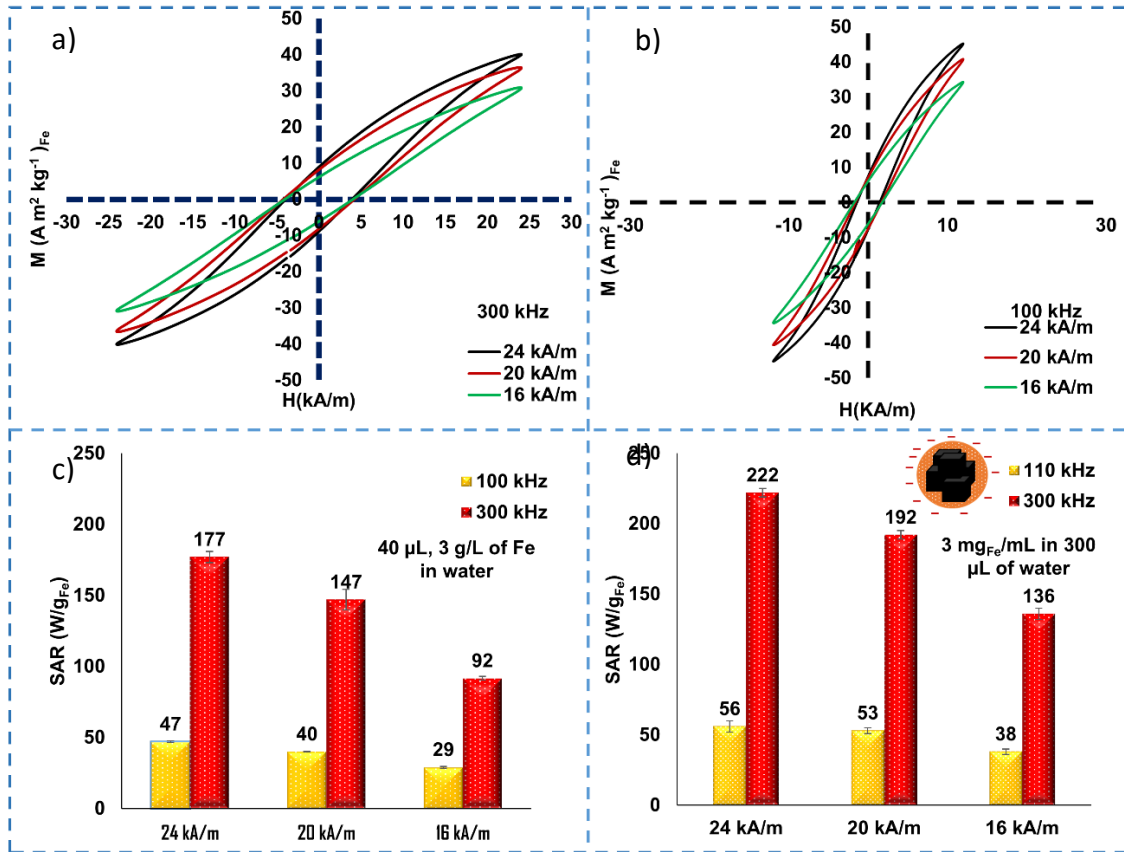 a)
50
40
30
20
10
0
-10
-20
-30
-40
-50
-30 -20 -15 -10 -5 0 5 10 15 20 25 30
M (A m² kg⁻¹ )Fe
H(kA/m)
300 kHz
24 kA/m
20 kA/m
16 kA/m
b)
50
40
30
20
10
0
-10
-20
-30
-40
-50
-30 -10 10 30
M (A m² kg⁻¹ )Fe
H(KA/m)
100 kHz
24 kA/m
20 kA/m
16 kA/m
c)
250
200
150
100
50
0
SAR (W/gFe)
100 kHz
300 kHz
40 µL, 3 g/L of Fe
in water
177
147
92
47
40
29
24 kA/m 20 kA/m 16 kA/m
d)
250
200
150
100
50
0
SAR (W/gFe)
110 kHz
300 kHz
3 mgFe/mL in 300
µL of water
222
192
136
56
53
38
24 kA/m 20 kA/m 16 kA/m